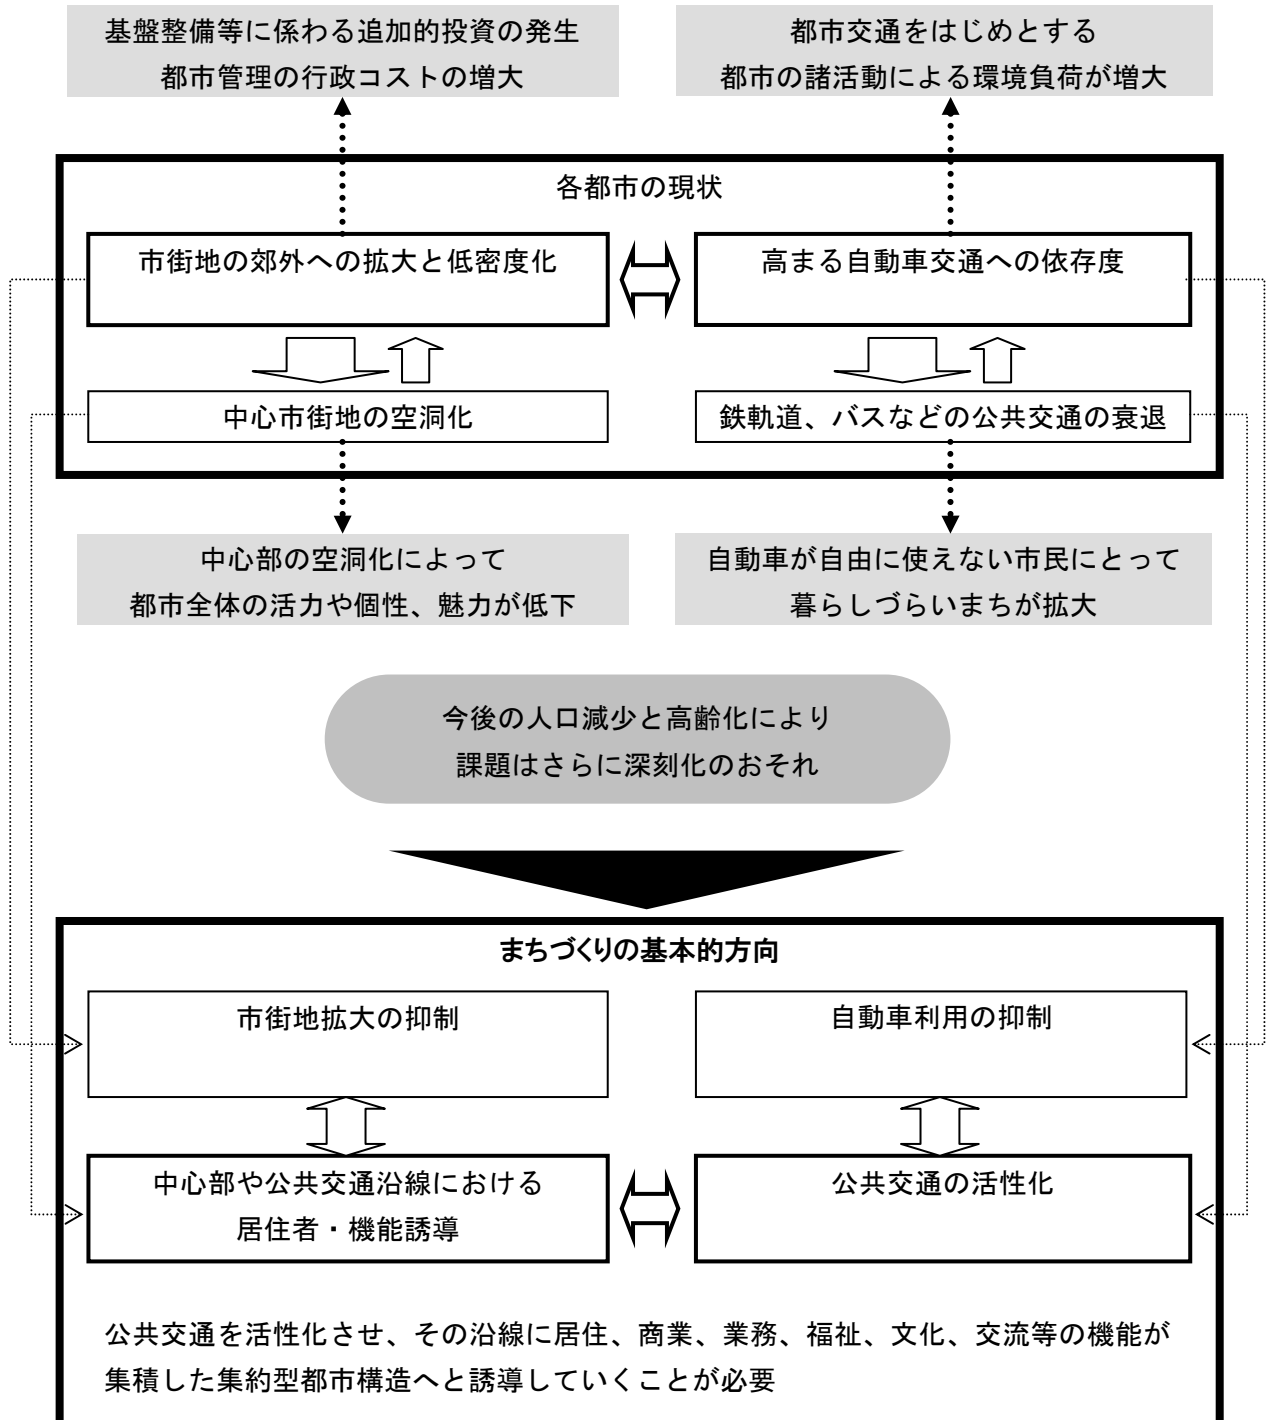 基盤整備等に係わる追加的投資の発生
都市管理の行政コストの増大
都市交通をはじめとする
都市の諸活動による環境負荷が増大
各都市の現状
市街地の郊外への拡大と低密度化
高まる自動車交通への依存度
中心市街地の空洞化
鉄軌道、バスなどの公共交通の衰退
中心部の空洞化によって
都市全体の活力や個性、魅力が低下
自動車が自由に使えない市民にとって
暮らしづらいまちが拡大
今後の人口減少と高齢化により
課題はさらに深刻化のおそれ
まちづくりの基本的方向
市街地拡大の抑制
自動車利用の抑制
中心部や公共交通沿線における
居住者・機能誘導
公共交通の活性化
公共交通を活性化させ、その沿線に居住、商業、業務、福祉、文化、交流等の機能が
集積した集約型都市構造へと誘導していくことが必要